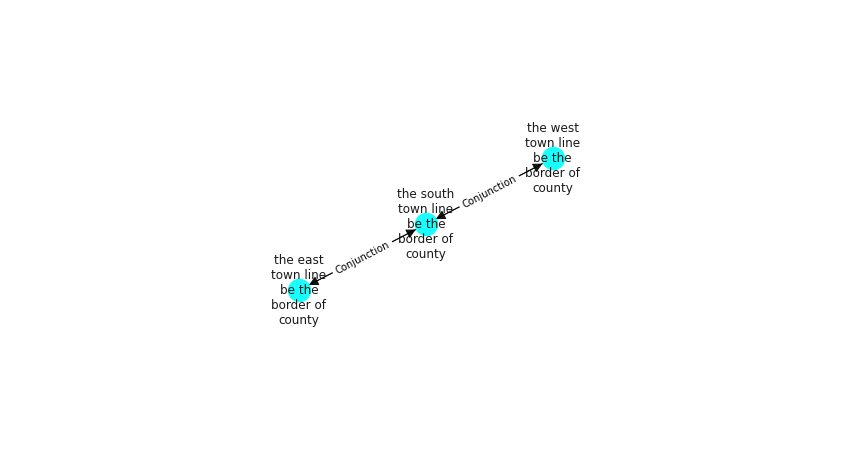 the west
town line
be the
border of
county
Conjunction
the south
town line
be the
border of
county
Conjunction
the east
town line
be the
border of
county